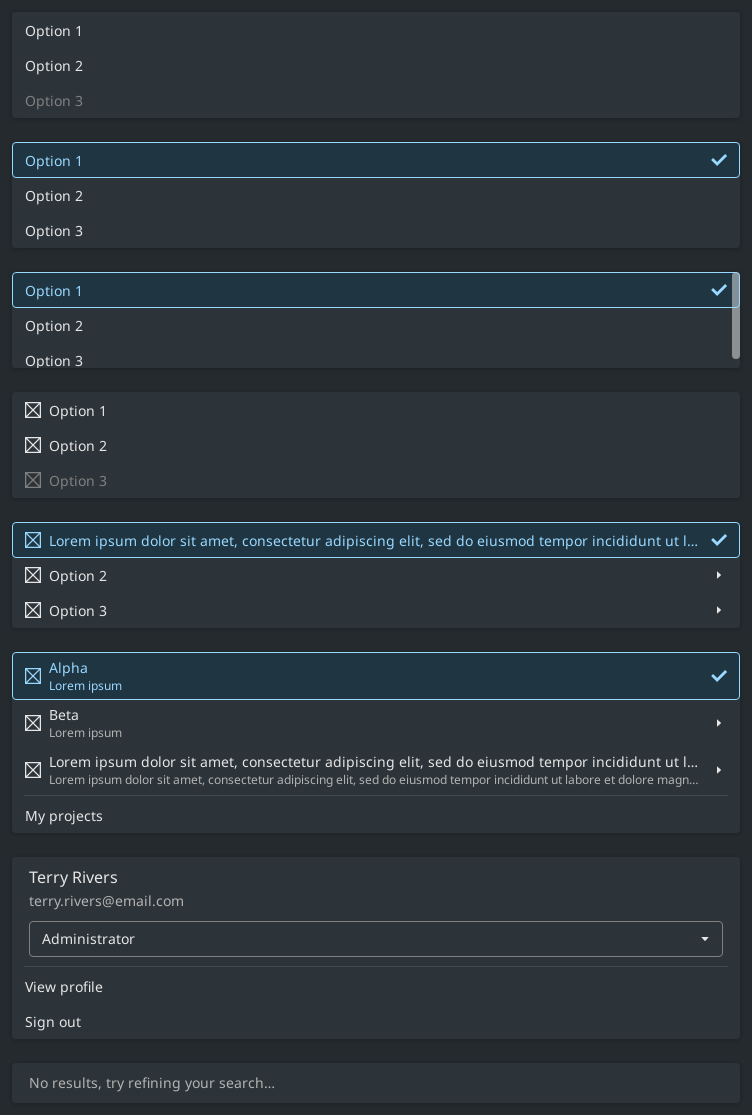 Option 1
Option 2
Option 3
Option 1
Option 2
Option 3
Option 1
Option 2
Option 3
Option 1
Option 2
Option 3
Lorem ipsum dolor sit amet, consectetur adipiscing elit, sed do eiusmod tempor incididunt ut l...
Option 2
Option 3
Alpha
Lorem ipsum
Beta
Lorem ipsum
Lorem ipsum dolor sit amet, consectetur adipiscing elit, sed do eiusmod tempor incididunt ut l...
Lorem ipsum dolor sit amet, consectetur adipiscing elit, sed do eiusmod tempor incididunt ut labore et dolore magn...
My projects
Terry Rivers
terry.rivers@email.com
Administrator
View profile
Sign out
No results, try refining your search...